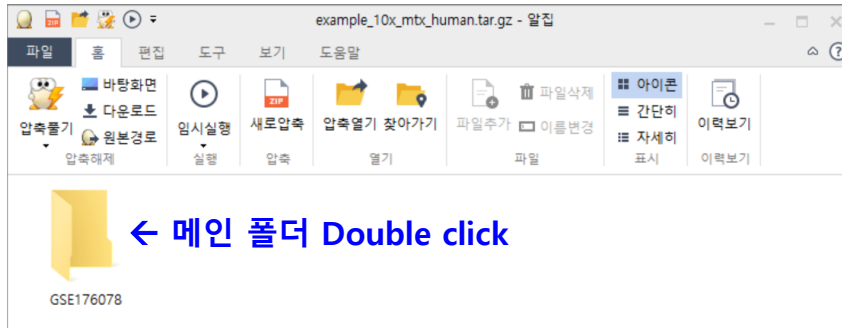 example_10x_mtx_human.tar.gz - 알집
파일 홈 편집 도구 보기 도움말
압축풀기 바탕화면 다운로드 원본경로 임시실행 ZIP 새로압축 압축열기 찾아가기 파일추가 파일삭제 이름변경 아이콘 간단히 자세히 이력보기
압축해제 실행 압축 열기 파일 표시 이력보기
← 메인 폴더 Double click
GSE176078